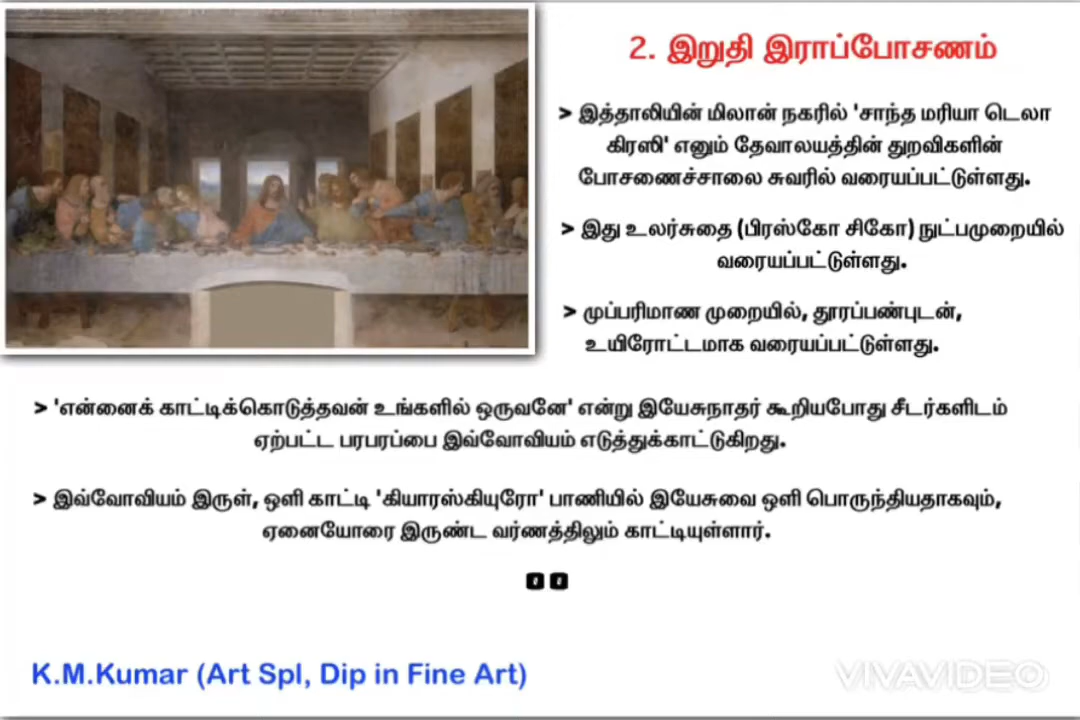 2. இறுதி இராப்போசணம்
> இத்தாலியின் மிலான் நகரில் 'சாந்த மரியா டெலா
கிரஸி' எனும் தேவாலயத்தின் துறவிகளின்
போசணைச்சாலை சுவரில் வரையப்பட்டுள்ளது.
> இது உலர்சுதை (பிரஸ்கோ சிகோ) நுட்பமுறையில்
வரையப்பட்டுள்ளது.
> முப்பரிமாண முறையில், தூரப்பண்புடன்,
உயிரோட்டமாக வரையப்பட்டுள்ளது.
> 'என்னைக் காட்டிக்கொடுத்தவன் உங்களில் ஒருவனே' என்று இயேசுநாதர் கூறியபோது சீடர்களிடம்
ஏற்பட்ட பரபரப்பை இவ்வோவியம் எடுத்துக்காட்டுகிறது.
> இவ்வோவியம் இருள், ஒளி காட்டி 'கியாரஸ்கியுரோ' பாணியில் இயேசுவை ஒளி பொருந்தியதாகவும்,
ஏனையோரை இருண்ட வர்ணத்திலும் காட்டியுள்ளார்.
K.M.Kumar (Art Spl, Dip in Fine Art)
VIVAVIDEO